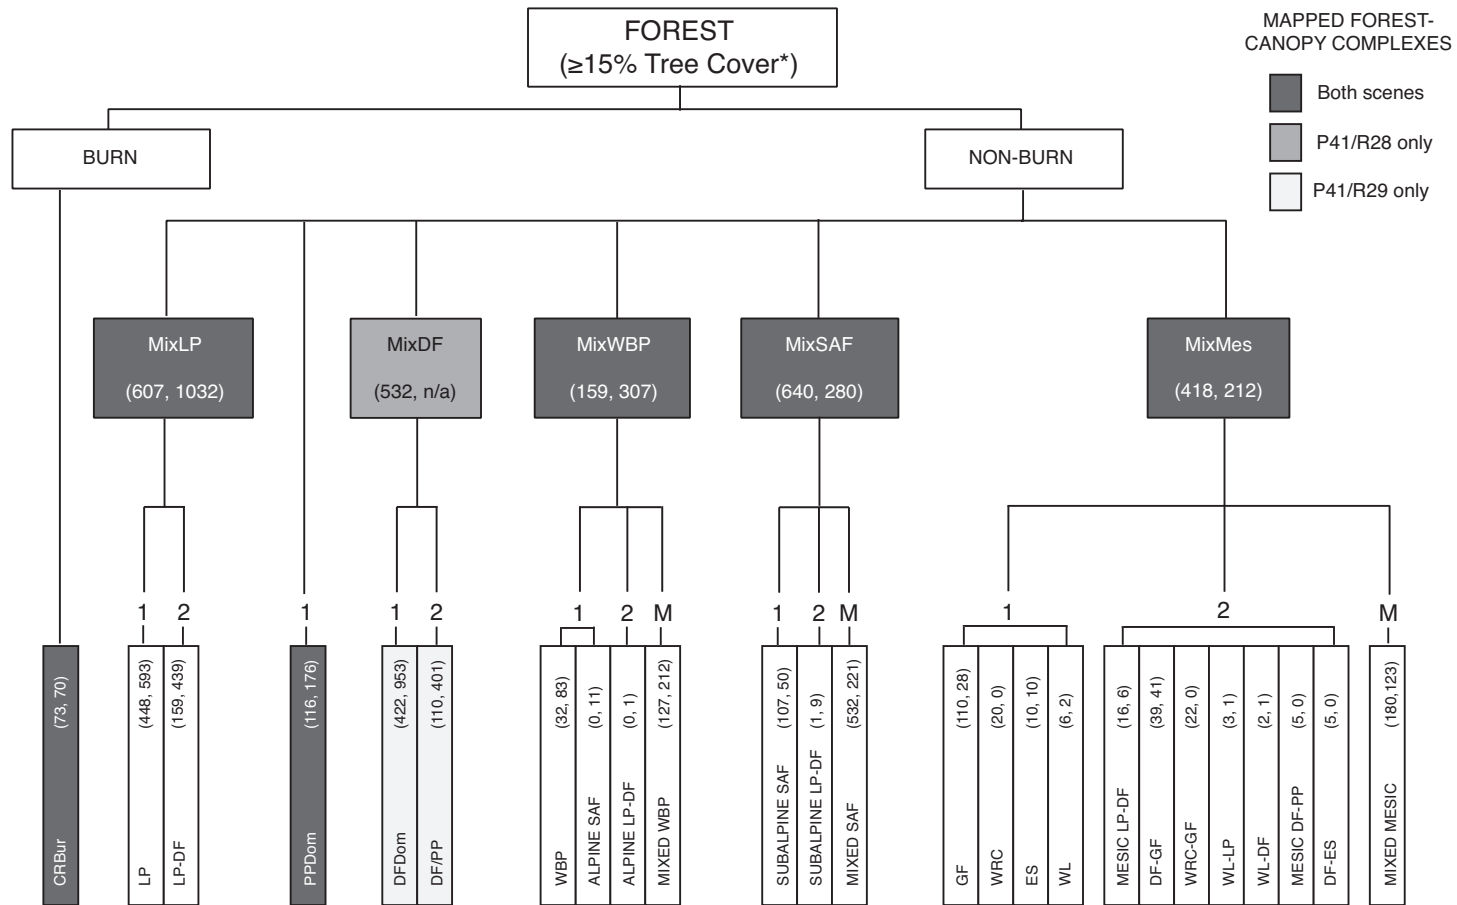 FOREST
(≥15% Tree Cover*)
MAPPED FOREST-
CANOPY COMPLEXES
Both scenes
P41/R28 only
P41/R29 only
BURN
NON-BURN
MixLP
(607, 1032)
MixDF
(532, n/a)
MixWBP
(159, 307)
MixSAF
(640, 280)
MixMes
(418, 212)
1
2
1
1
2
1
2
M
1
2
M
1
2
M
CRBur (73, 70)
LP (448, 593)
LP-DF (159, 439)
PPDom (116, 176)
DFDom (422, 953)
DF/PP (110, 401)
WBP (32, 83)
ALPINE SAF (0, 11)
ALPINE LP-DF (0, 1)
MIXED WBP (127, 212)
SUBALPINE SAF (107, 50)
SUBALPINE LP-DF (1, 9)
MIXED SAF (532, 221)
GF (110, 28)
WRC (20, 0)
ES (10, 10)
WL (6, 2)
MESIC LP-DF (16, 6)
DF-GF (39, 41)
WRC-GF (22, 0)
WL-LP (3, 1)
WL-DF (2, 1)
MESIC DF-PP (5, 0)
DF-ES (5, 0)
MIXED MESIC (180,123)